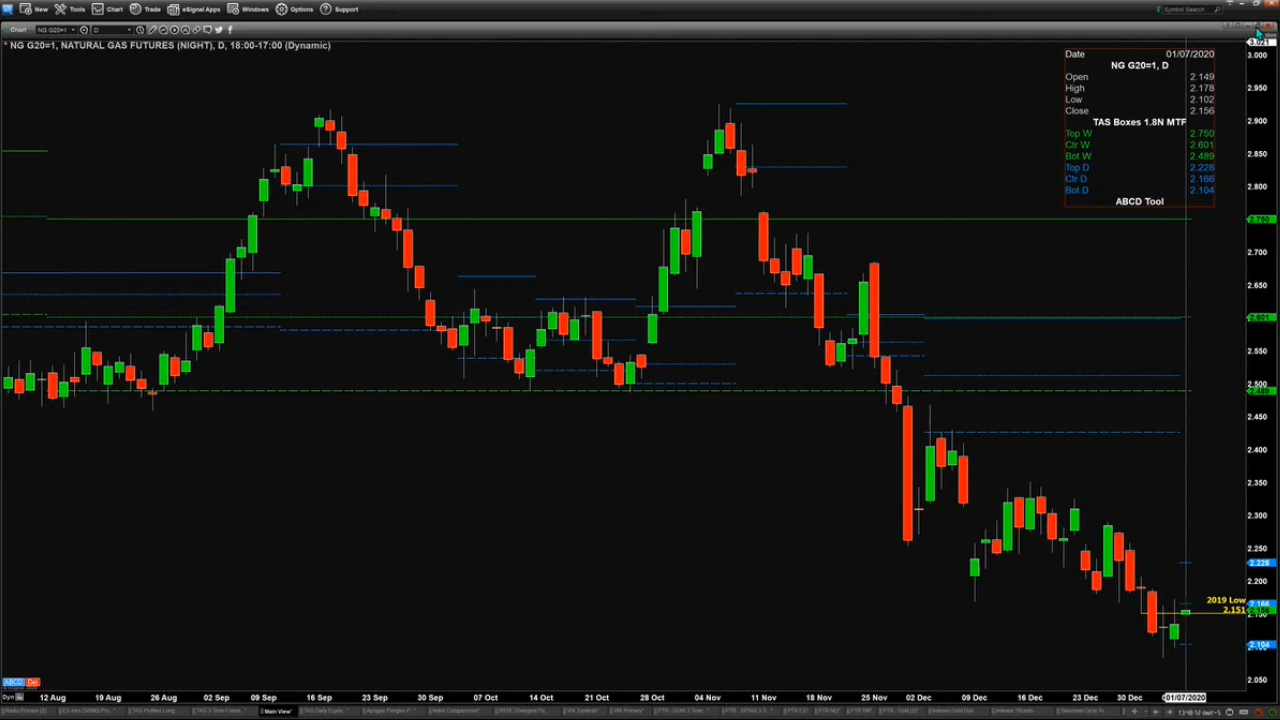 New Tools Chart Trade eSignal Apps Windows Options Support Symbol Search
Chart NG G20=1 D
* NG G20=1, NATURAL GAS FUTURES (NIGHT), D, 18:00-17:00 (Dynamic)
3.021
3.000
Date 01/07/2020
NG G20=1, D
Open 2.149
High 2.178
Low 2.102
Close 2.156
TAS Boxes 1.8N MTF
Top W 2.750
Ctr W 2.601
Bot W 2.489
Top D 2.228
Ctr D 2.166
Bot D 2.104
ABCD Tool
2.950
2.900
2.850
2.800
2.750
2.700
2.650
2.601
2.550
2.500
2.489
2.450
2.400
2.350
2.300
2.250
2.228
2.200
2019 Low
2.166
2.151
2.104
2.050
ABCD Del
Dyn 12 Aug 19 Aug 26 Aug 02 Sep 09 Sep 16 Sep 23 Sep 30 Sep 07 Oct 14 Oct 21 Oct 28 Oct 04 Nov 11 Nov 18 Nov 25 Nov 02 Dec 09 Dec 16 Dec 23 Dec 30 Dec 01/07/2020
Main View*